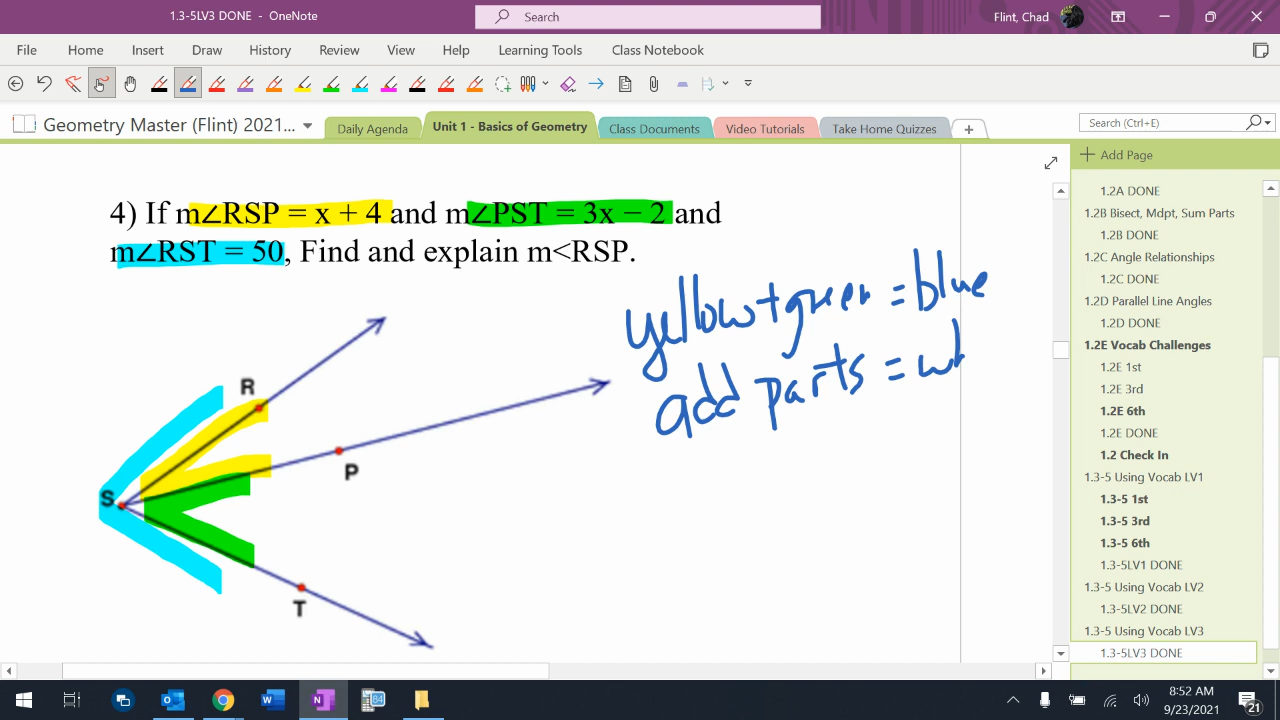 1.3-5LV3 DONE - OneNote
Search
Flint, Chad
File Home Insert Draw History Review View Help Learning Tools Class Notebook
Geometry Master (Flint) 2021...
Daily Agenda
Unit 1 - Basics of Geometry
Class Documents
Video Tutorials
Take Home Quizzes
Search (Ctrl+E)
Add Page
4) If m∠RSP = x + 4 and m∠PST = 3x – 2 and
m∠RST = 50, Find and explain m<RSP.
yellow + green = blue
add parts = wh
R
P
S
T
1.2A DONE
1.2B Bisect, Mdpt, Sum Parts
1.2B DONE
1.2C Angle Relationships
1.2C DONE
1.2D Parallel Line Angles
1.2D DONE
1.2E Vocab Challenges
1.2E 1st
1.2E 3rd
1.2E 6th
1.2E DONE
1.2 Check In
1.3-5 Using Vocab LV1
1.3-5 1st
1.3-5 3rd
1.3-5 6th
1.3-5LV1 DONE
1.3-5 Using Vocab LV2
1.3-5LV2 DONE
1.3-5 Using Vocab LV3
1.3-5LV3 DONE
8:52 AM
9/23/2021
21